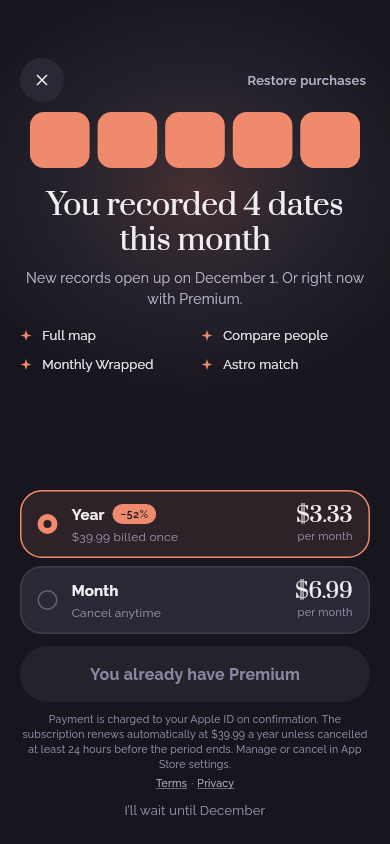 Restore purchases
You recorded 4 dates
this month
New records open up on December 1. Or right now
with Premium.
Full map
Compare people
Monthly Wrapped
Astro match
Year
−52%
$3.33
$39.99 billed once
per month
Month
$6.99
Cancel anytime
per month
You already have Premium
Payment is charged to your Apple ID on confirmation. The
subscription renews automatically at $39.99 a year unless cancelled
at least 24 hours before the period ends. Manage or cancel in App
Store settings.
Terms · Privacy
I'll wait until December